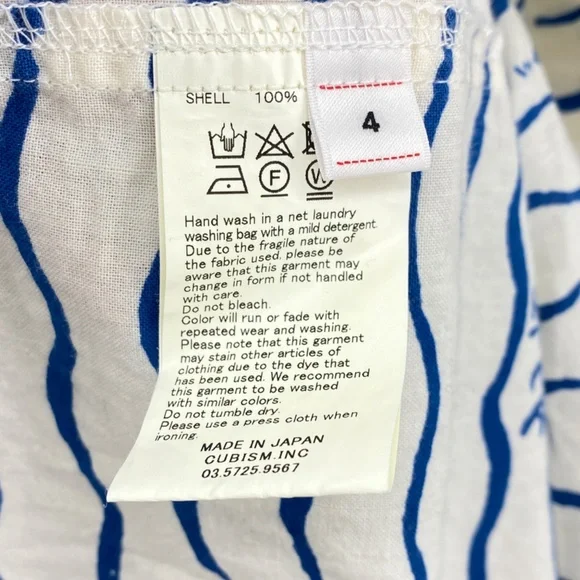 SHELL 100%
4
F W
Hand wash in a net laundry
washing bag with a mild detergent.
Due to the fragile nature of
the fabric used, please be
aware that this garment may
change in form if not handled
with care.
Do not bleach.
Color will run or fade with
repeated wear and washing.
Please note that this garment
may stain other articles of
clothing due to the dye that
has been used. We recommend
this garment to be washed
with similar colors.
Do not tumble dry.
Please use a press cloth when
ironing.
MADE IN JAPAN
CUBISM.INC
03.5725.9567